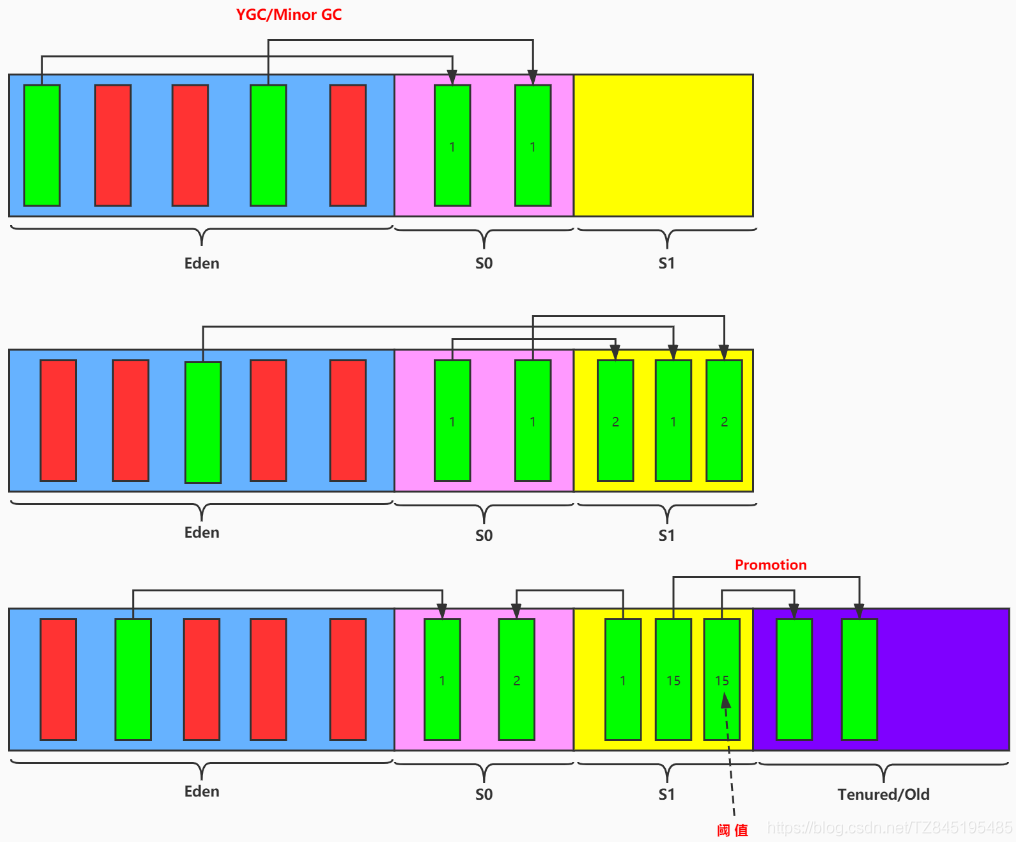 YGC/Minor GC
1 1
Eden S0 S1
1 1 2 1 2
Eden S0 S1
Promotion
1 2 1 15 15
Eden S0 S1 Tenured/Old
阈值
https://blog.csdn.net/TZ845195485